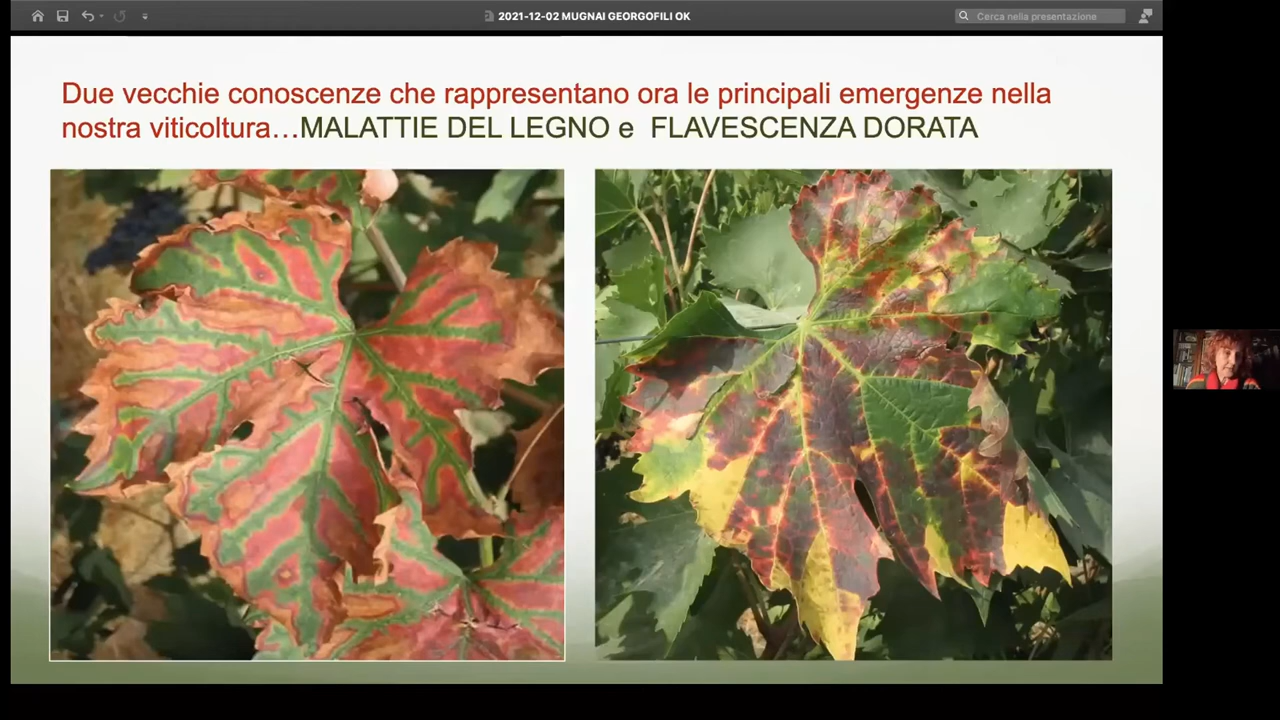 2021-12-02 MUGNAI GEORGOFILI OK
Cerca nella presentazione
Due vecchie conoscenze che rappresentano ora le principali emergenze nella
nostra viticoltura…MALATTIE DEL LEGNO e FLAVESCENZA DORATA